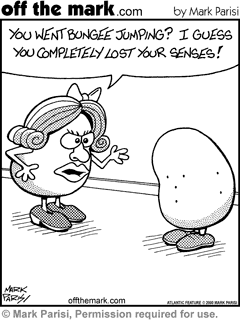 off the mark.com by Mark Parisi
YOU WENT BUNGEE JUMPING? I GUESS
YOU COMPLETELY LOST YOUR SENSES!
MARK
PARISI
offthemark.com
ATLANTIC FEATURE © 2009 MARK PARISI
© Mark Parisi, Permission required for use.